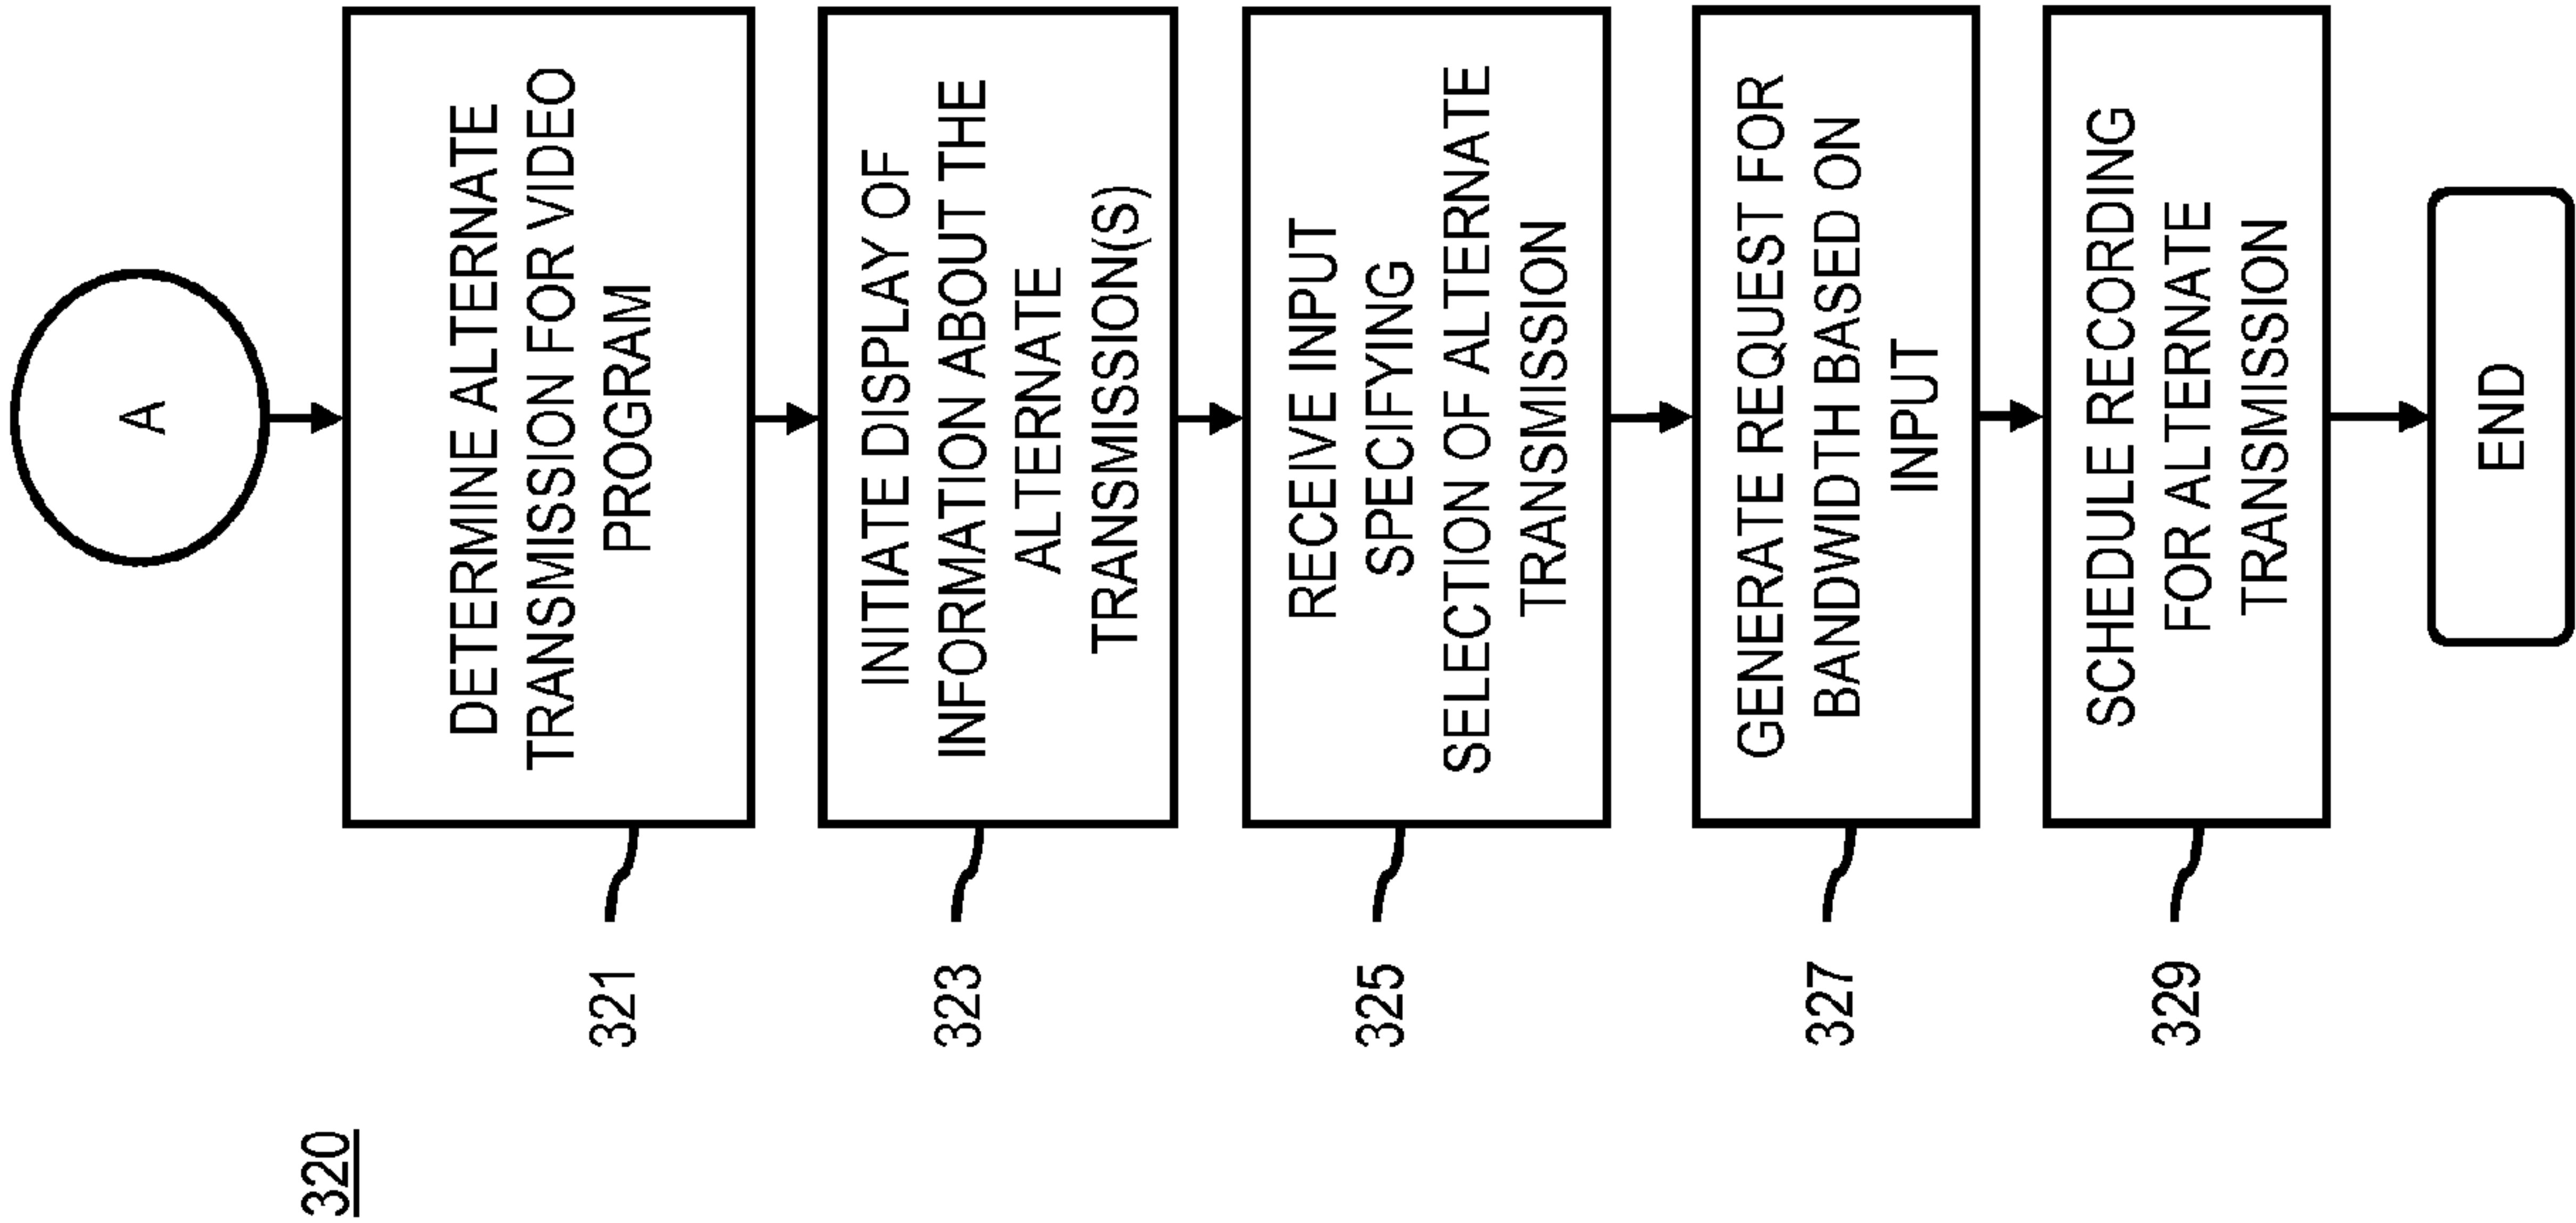 320
A
321
DETERMINE ALTERNATE
TRANSMISSION FOR VIDEO
PROGRAM
323
INITIATE DISPLAY OF
INFORMATION ABOUT THE
ALTERNATE
TRANSMISSION(S)
325
RECEIVE INPUT
SPECIFYING
SELECTION OF ALTERNATE
TRANSMISSION
327
GENERATE REQUEST FOR
BANDWIDTH BASED ON
INPUT
329
SCHEDULE RECORDING
FOR ALTERNATE
TRANSMISSION
END